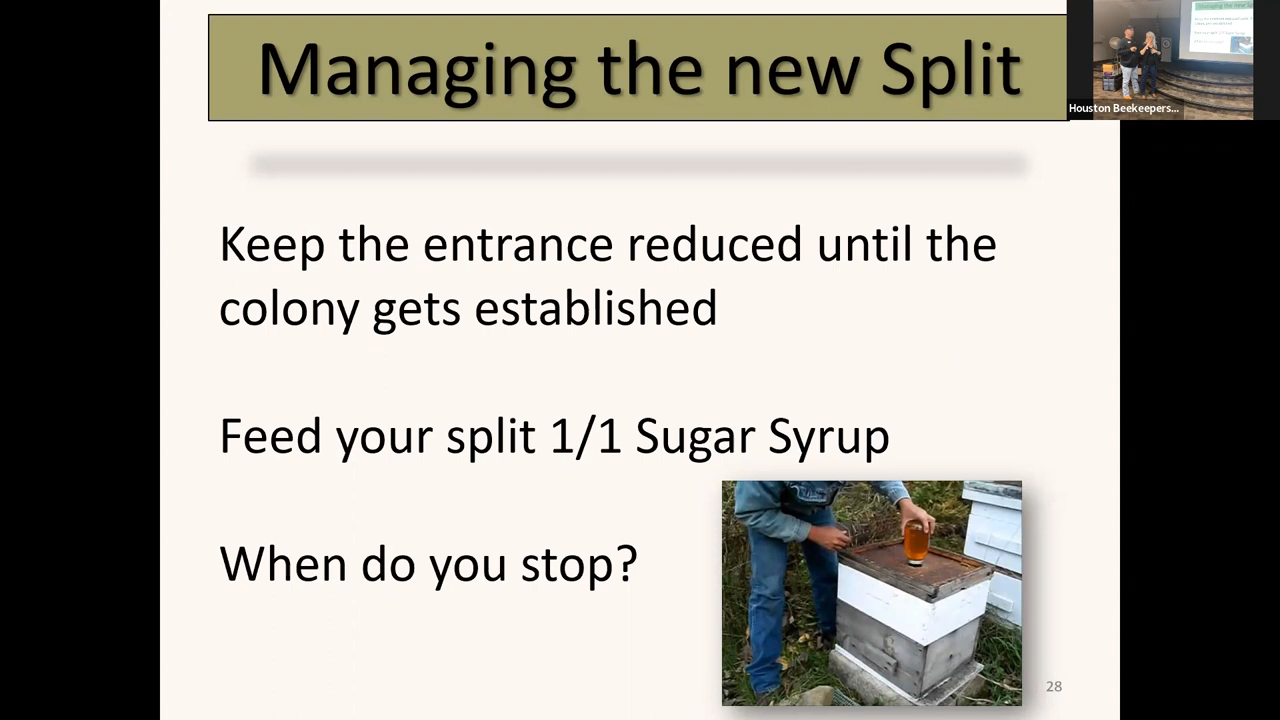 Managing the new Split
Houston Beekeepers...
Keep the entrance reduced until the
colony gets established
Feed your split 1/1 Sugar Syrup
When do you stop?
28